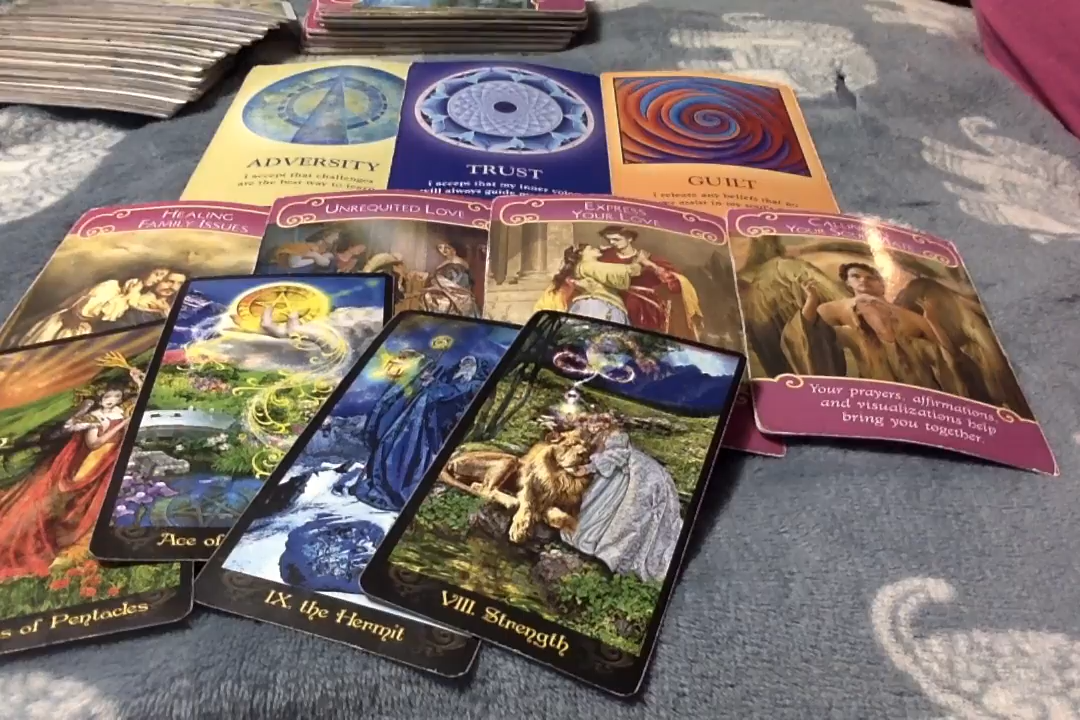 ADVERSITY
I accept that challenges
are the best way to learn
TRUST
I accept that my inner voice
will always guide
GUILT
I release any beliefs that
HEALING
FAMILY ISSUES
UNREQUITED LOVE
EXPRESS
YOUR LOVE
YOUR
Your prayers, affirmations
and visualizations help
bring you together.
of Pentacles
Ace of
IX. the Hermit
VIII. Strength